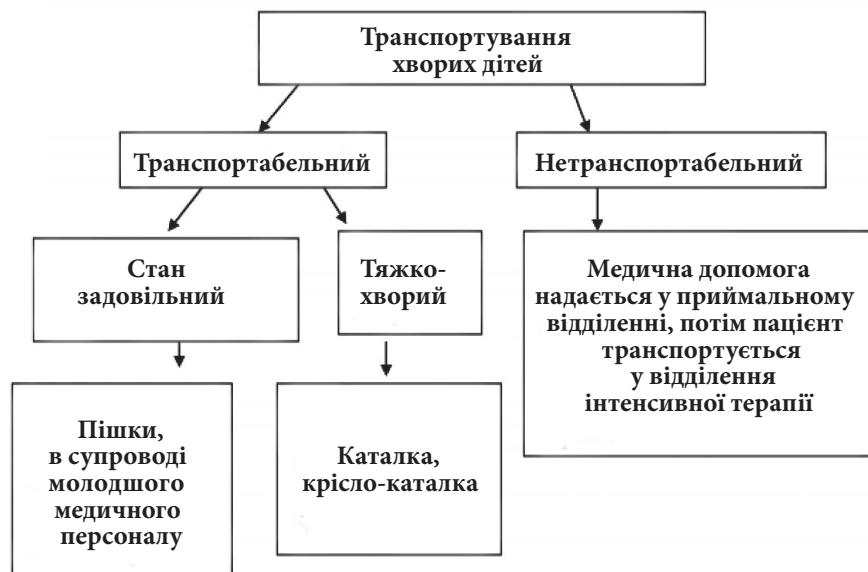 Транспортування
хворих дітей
Транспортабельний
Нетранспортабельний
Стан
задовільний
Тяжко-
хворий
Медична допомога
надається у приймальному
відділенні, потім пацієнт
транспортується
у відділення
інтенсивної терапії
Пішки,
в супроводі
молодшого
медичного
персоналу
Каталка,
крісло-каталка